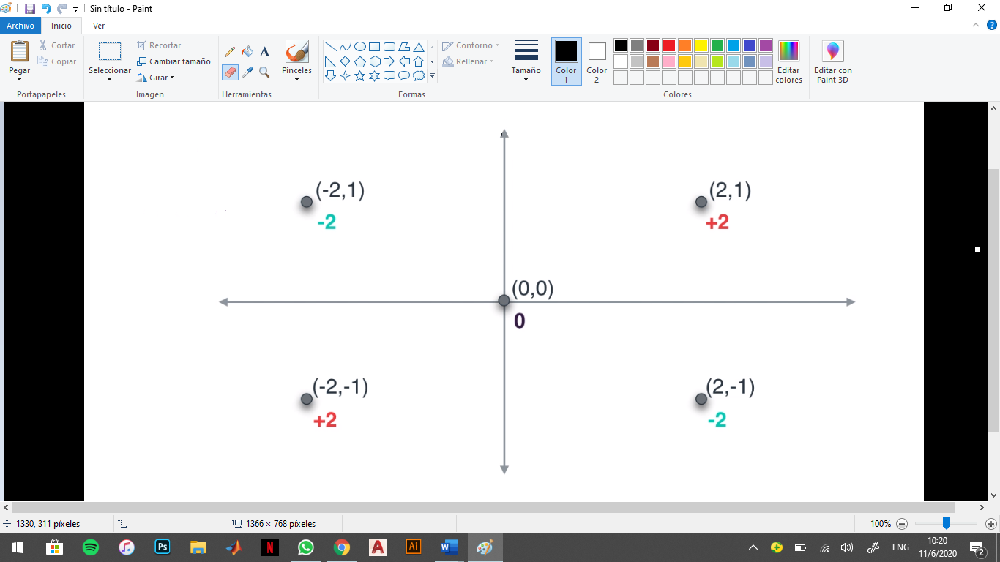 Sin título - Paint
Archivo Inicio Ver
Pegar
Cortar
Copiar
Portapapeles
Seleccionar
Recortar
Cambiar tamaño
Girar
Imagen
A
Herramientas
Pinceles
Contorno
Rellenar
Formas
Tamaño
Color 1
Color 2
Editar colores
Colores
Editar con Paint 3D
(-2,1)
-2
(2,1)
+2
(0,0)
0
(-2,-1)
+2
(2,-1)
-2
1330, 311 píxeles
1366 × 768 píxeles
100%
Ps
N
A
Ai
W
ENG
10:20
11/6/2020
2